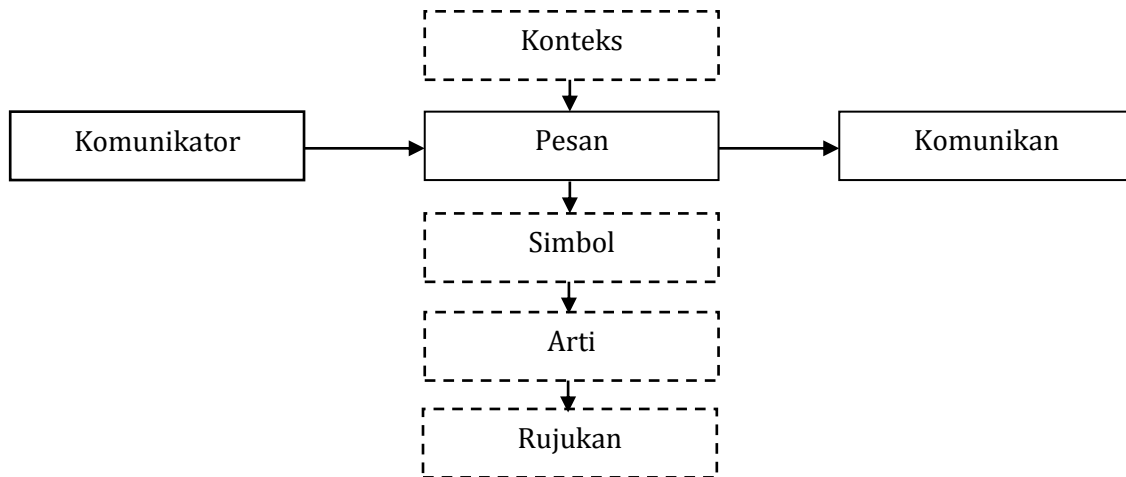 Konteks
Komunikator
Pesan
Komunikan
Simbol
Arti
Rujukan